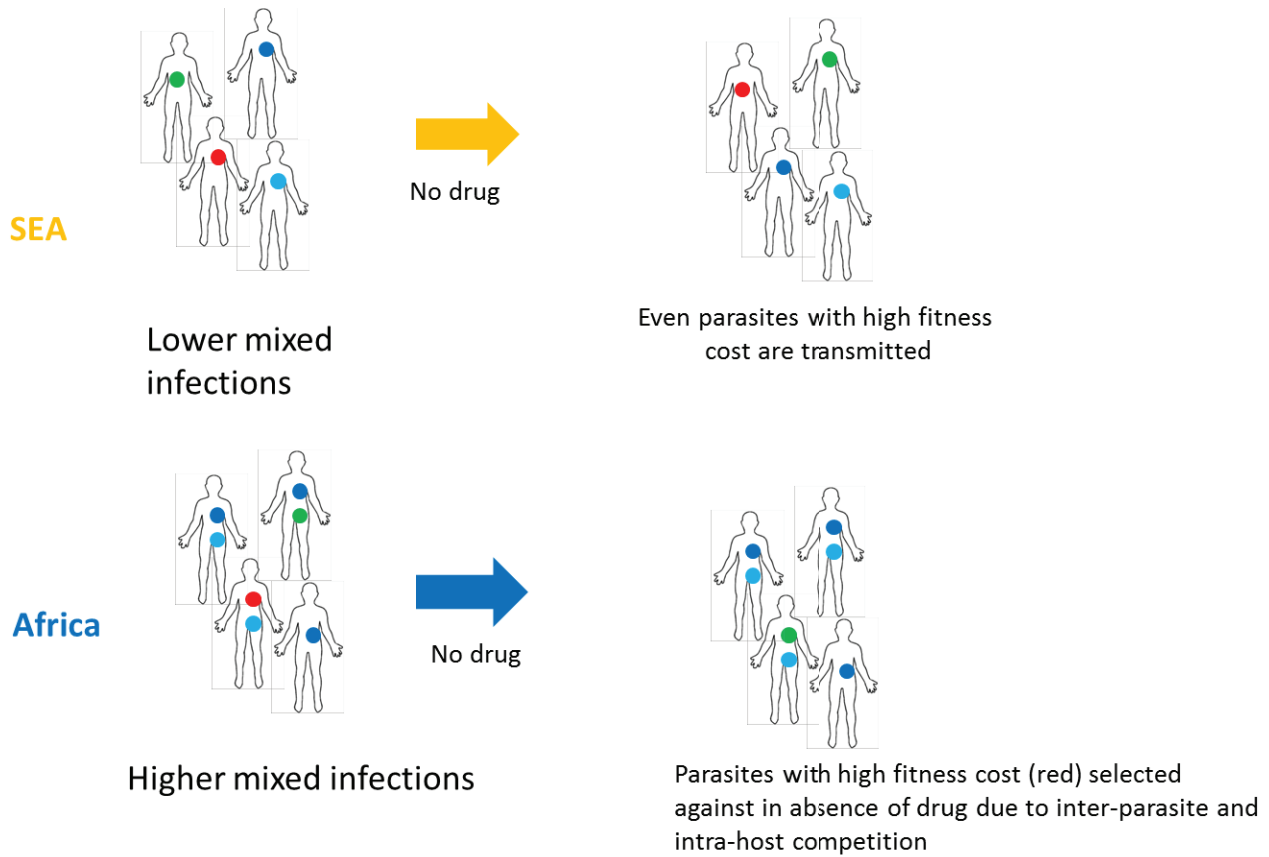 No drug
SEA
Lower mixed
infections
Even parasites with high fitness
cost are transmitted
Africa
No drug
Higher mixed infections
Parasites with high fitness cost (red) selected
against in absence of drug due to inter-parasite and
intra-host competition